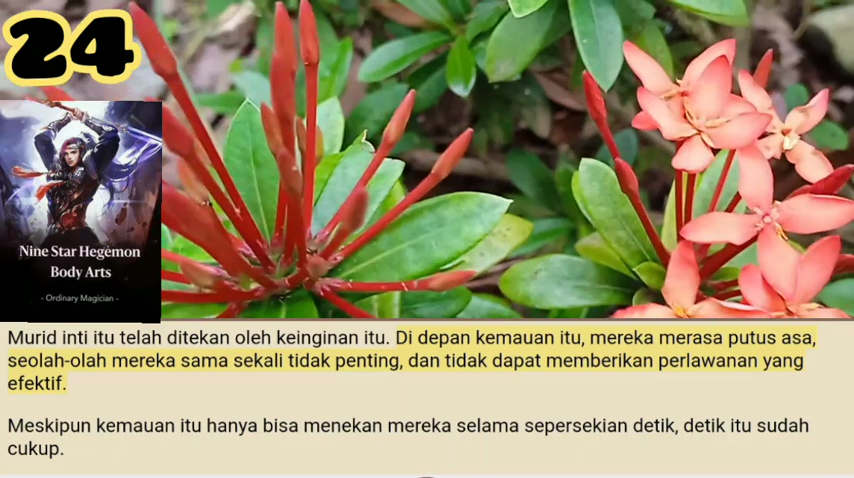 24
Nine Star Hegemon
Body Arts
- Ordinary Magician -
Murid inti itu telah ditekan oleh keinginan itu. Di depan kemauan itu, mereka merasa putus asa,
seolah-olah mereka sama sekali tidak penting, dan tidak dapat memberikan perlawanan yang
efektif.
Meskipun kemauan itu hanya bisa menekan mereka selama sepersekian detik, detik itu sudah
cukup.